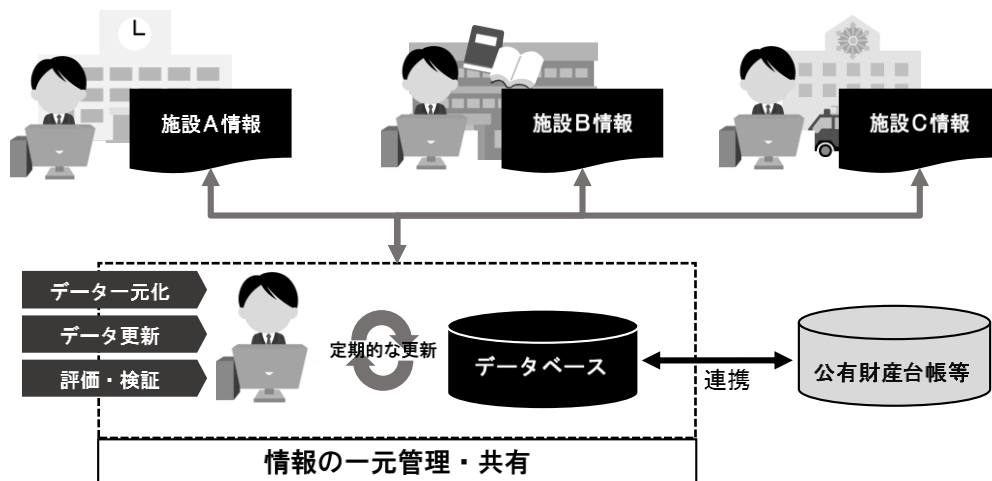 施設A情報
施設B情報
施設C情報
データ一元化
データ更新
評価・検証
定期的な更新
データベース
連携
公有財産台帳等
情報の一元管理・共有